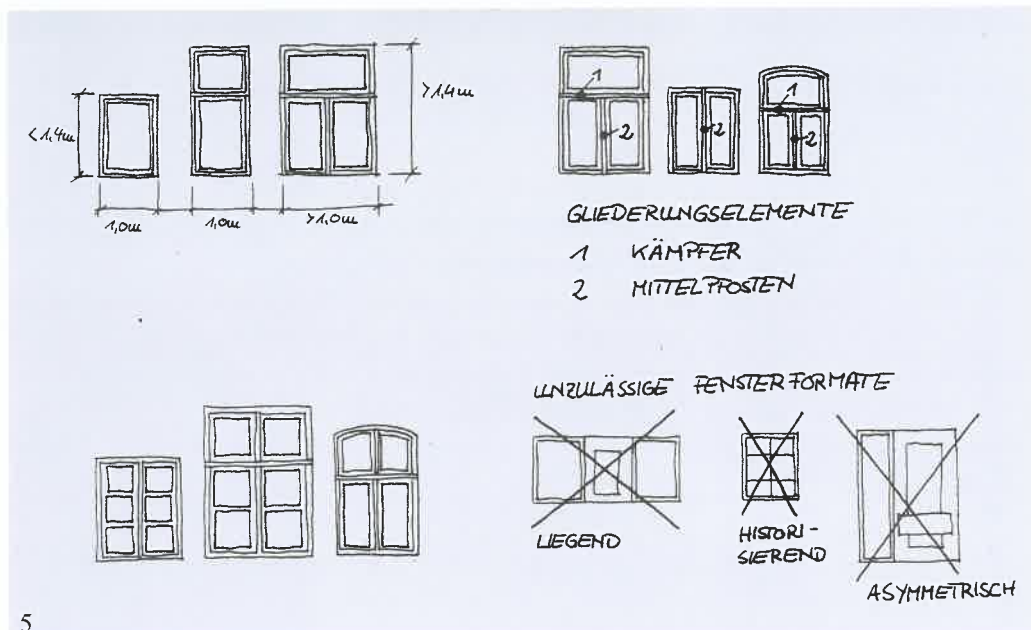 <1,4m
1,0m
1,0m
>1,0m
>1,4m
1
2
2
1
2
GLIEDERUNGSELEMENTE
1 KÄMPFER
2 MITTELPFOSTEN
UNZULÄSSIGE FENSTERFORMATE
LIEGEND
HISTORI-
SIEREND
ASYMMETRISCH
5